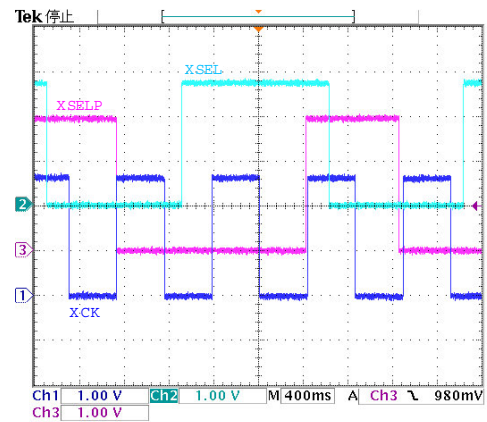 Tek 停止
XSEL
XSELP
2
3
1
XCK
Ch1 1.00 V Ch2 1.00 V M 400ms A Ch3 980mV
Ch3 1.00 V